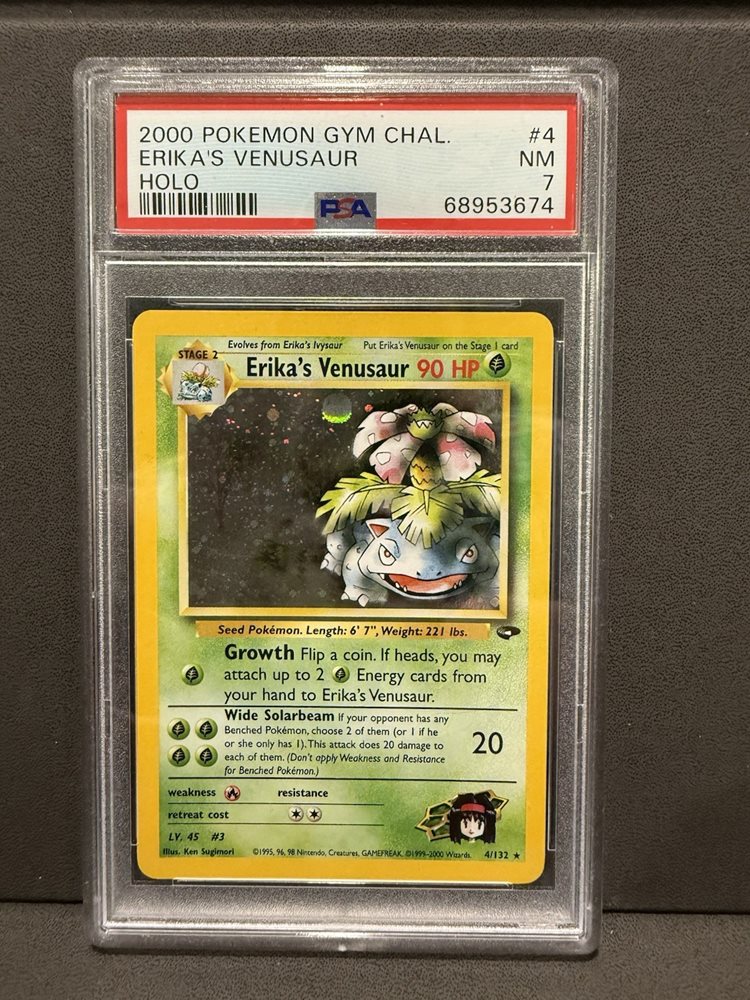 2000 POKEMON GYM CHAL. #4
ERIKA'S VENUSAUR NM
HOLO 7
PSA 68953674
Evolves from Erika's Ivysaur Put Erika's Venusaur on the Stage 1 card
STAGE 2
Erika's Venusaur 90 HP
Seed Pokémon. Length: 6' 7", Weight: 221 lbs.
Growth Flip a coin. If heads, you may
attach up to 2 Energy cards from
your hand to Erika's Venusaur.
Wide Solarbeam If your opponent has any
Benched Pokémon, choose 2 of them (or 1 if he
or she only has 1). This attack does 20 damage to
each of them. (Don't apply Weakness and Resistance
for Benched Pokémon.)
20
weakness resistance
retreat cost
LV. 45 #3
Illus. Ken Sugimori ©1995, 96, 98 Nintendo, Creatures, GAMEFREAK. ©1999-2000 Wizards. 4/132 ★